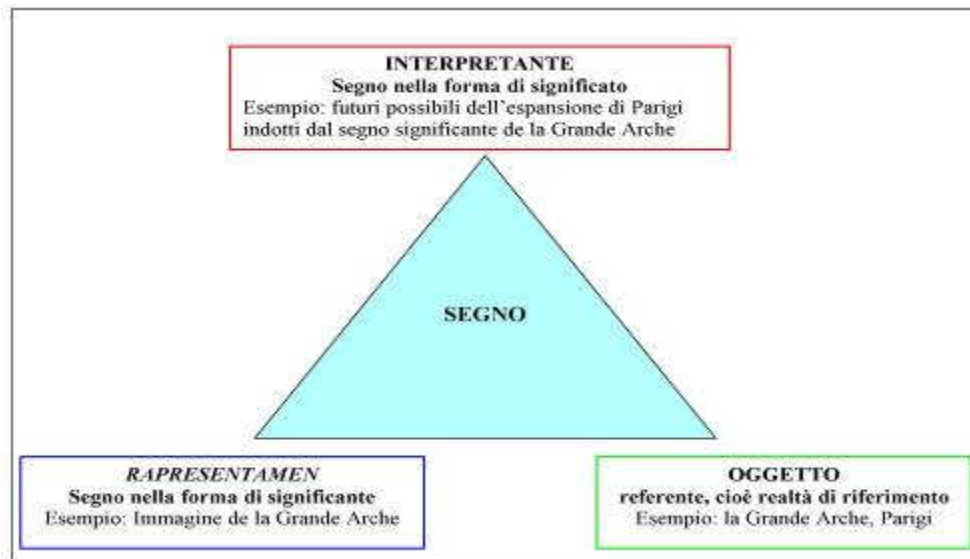 INTERPRETANTE
Segno nella forma di significato
Esempio: futuri possibili dell'espansione di Parigi
indotti dal segno significante de la Grande Arche
SEGNO
RAPRESENTAMEN
Segno nella forma di significante
Esempio: Immagine de la Grande Arche
OGGETTO
referente, cioè realtà di riferimento
Esempio: la Grande Arche, Parigi